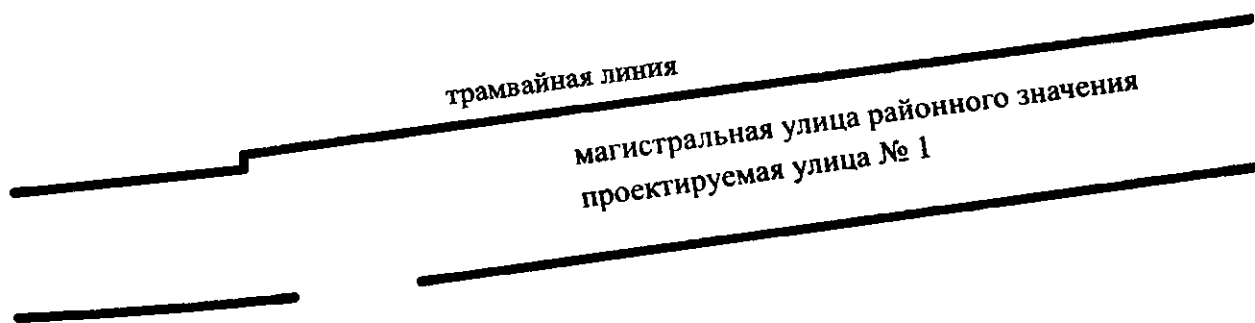 трамвайная линия
магистральная улица районного значения
проектируемая улица № 1